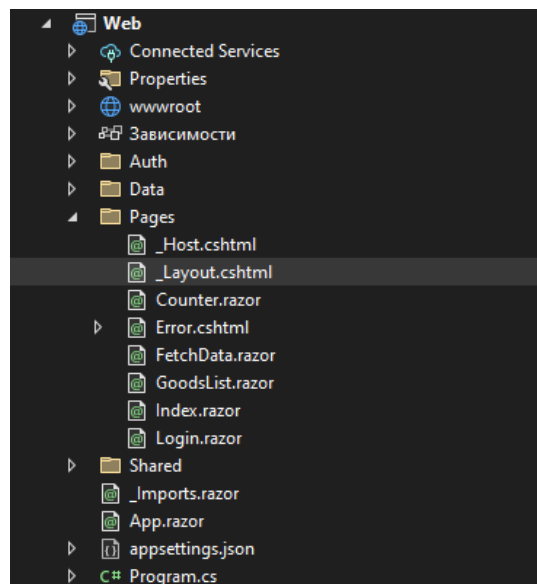 Web
Connected Services
Properties
wwwroot
Зависимости
Auth
Data
Pages
_Host.cshtml
_Layout.cshtml
Counter.razor
Error.cshtml
FetchData.razor
GoodsList.razor
Index.razor
Login.razor
Shared
_Imports.razor
App.razor
appsettings.json
C# Program.cs